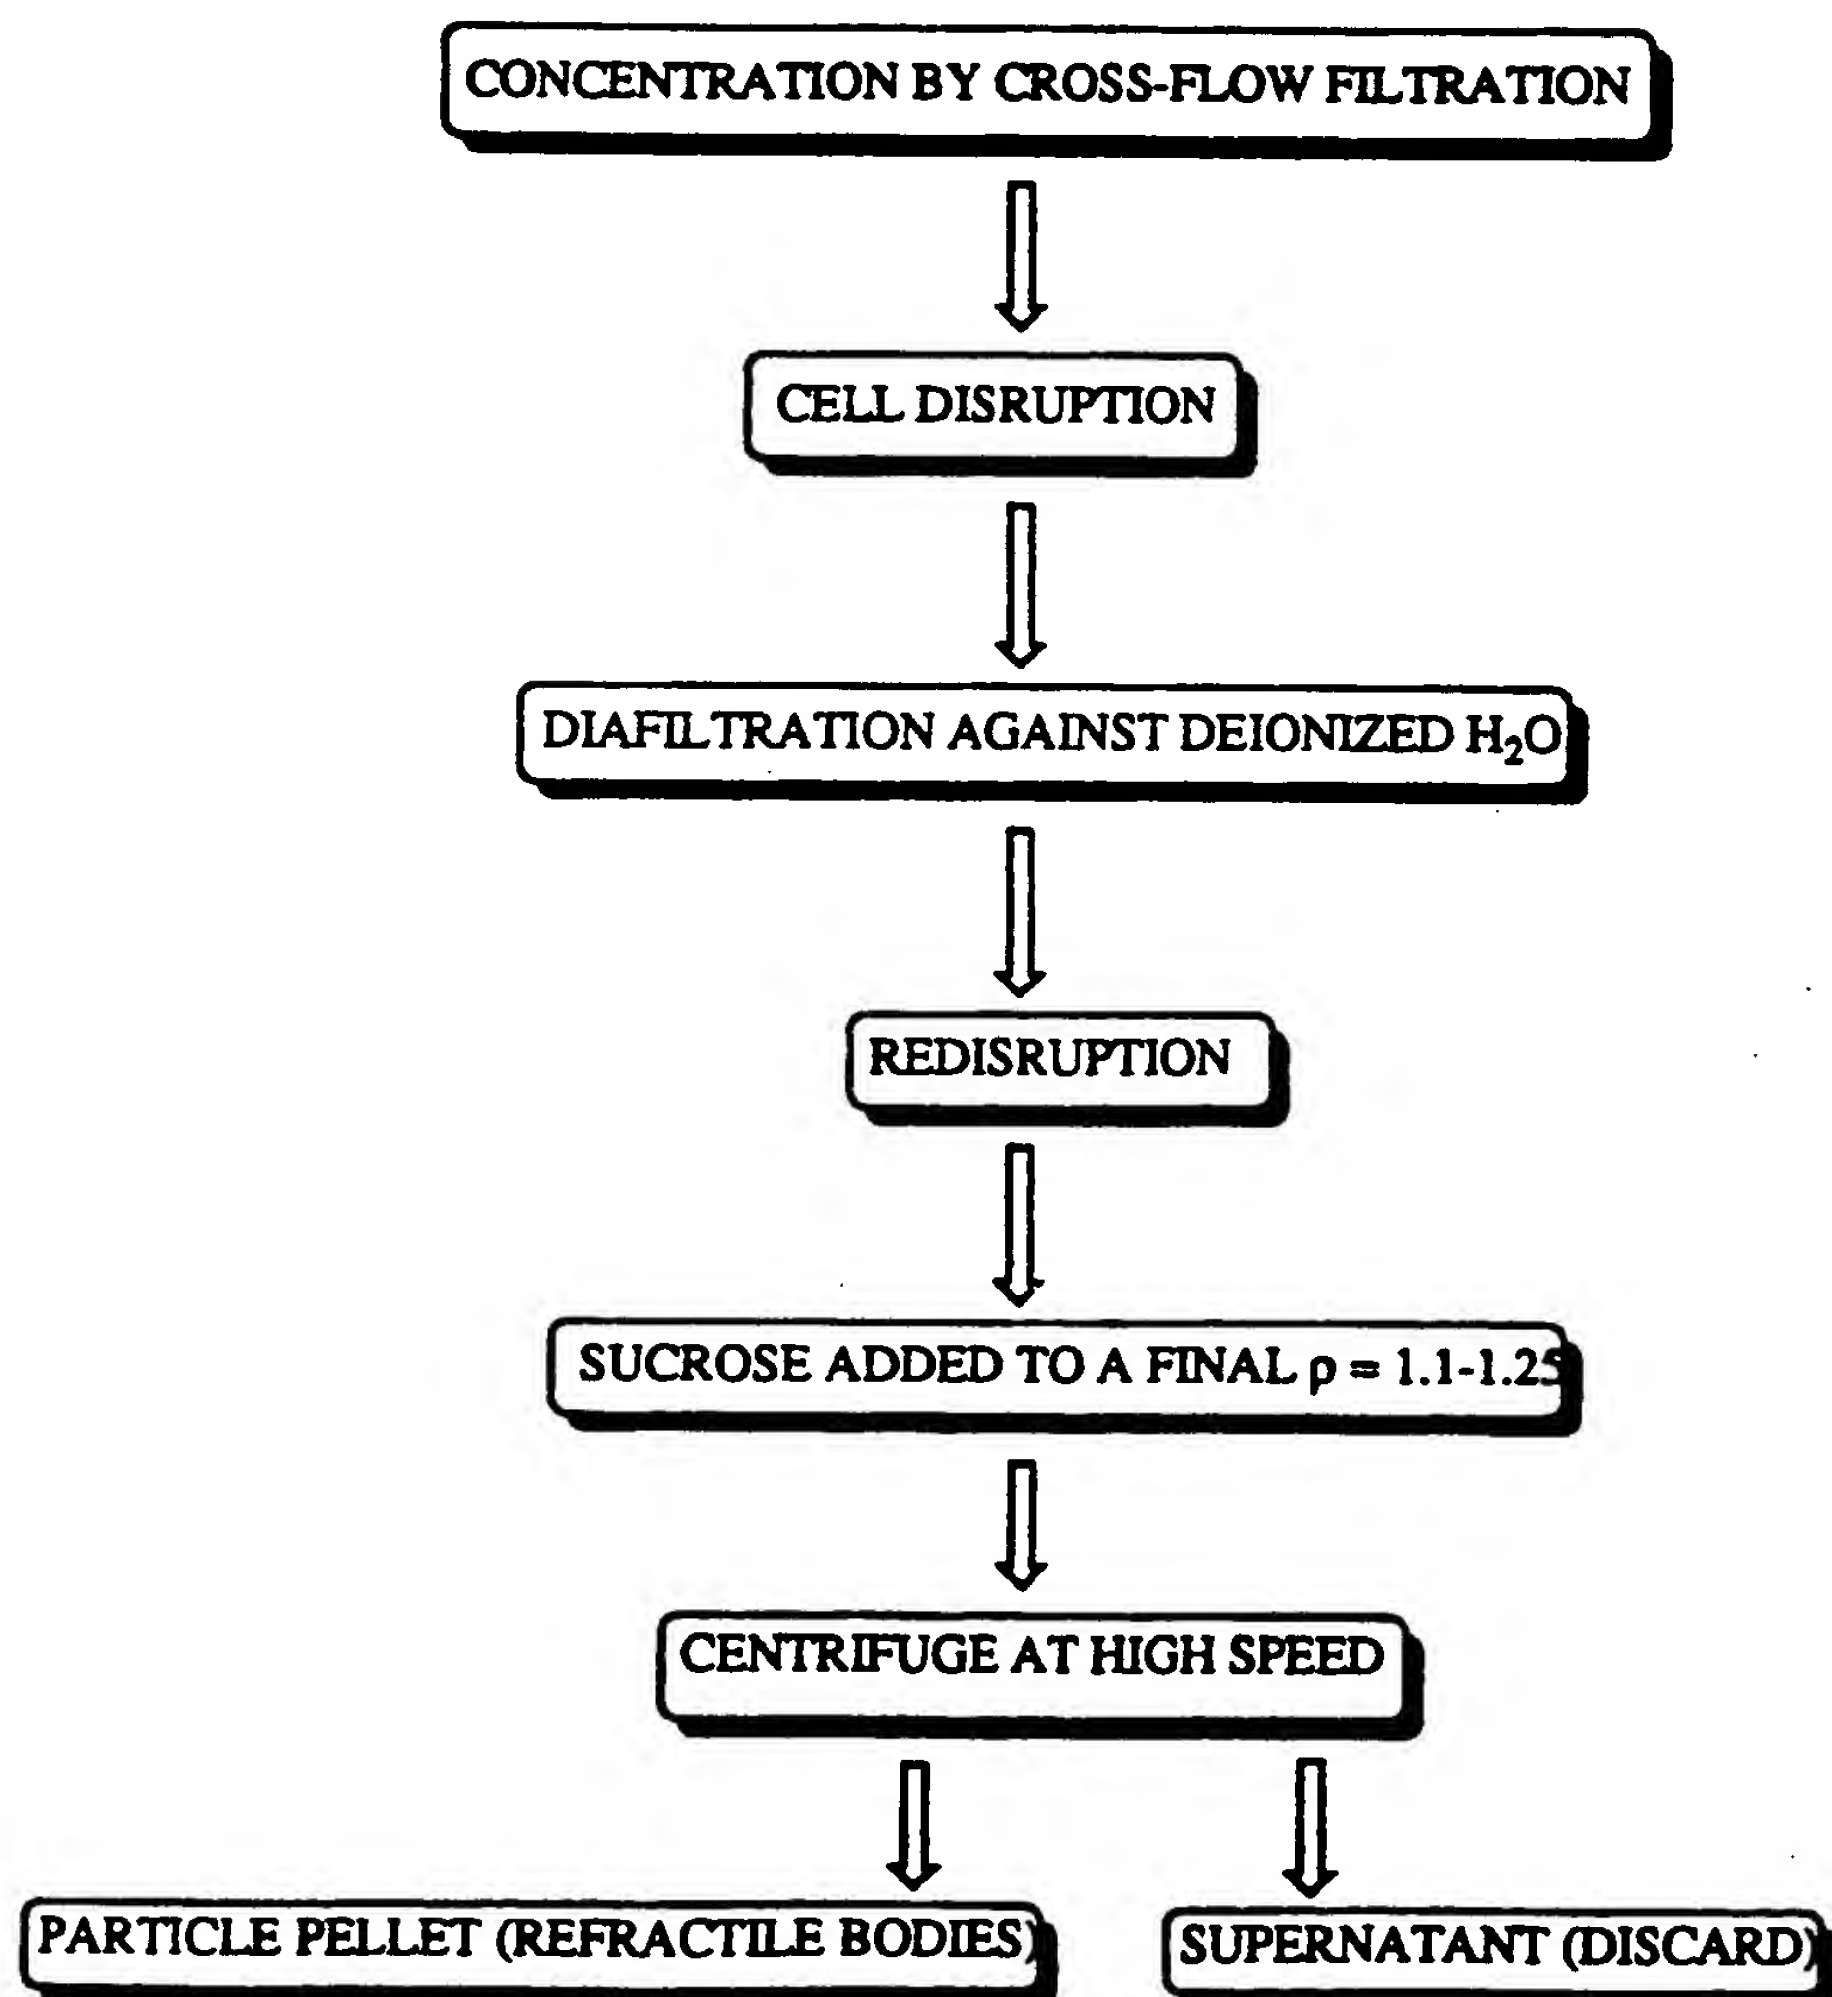 CONCENTRATION BY CROSS-FLOW FILTRATION
CELL DISRUPTION
DIAFILTRATION AGAINST DEIONIZED H₂O
REDISRUPTION
SUCROSE ADDED TO A FINAL ρ = 1.1-1.25
CENTRIFUGE AT HIGH SPEED
PARTICLE PELLET (REFRACTILE BODIES)
SUPERNATANT (DISCARD)